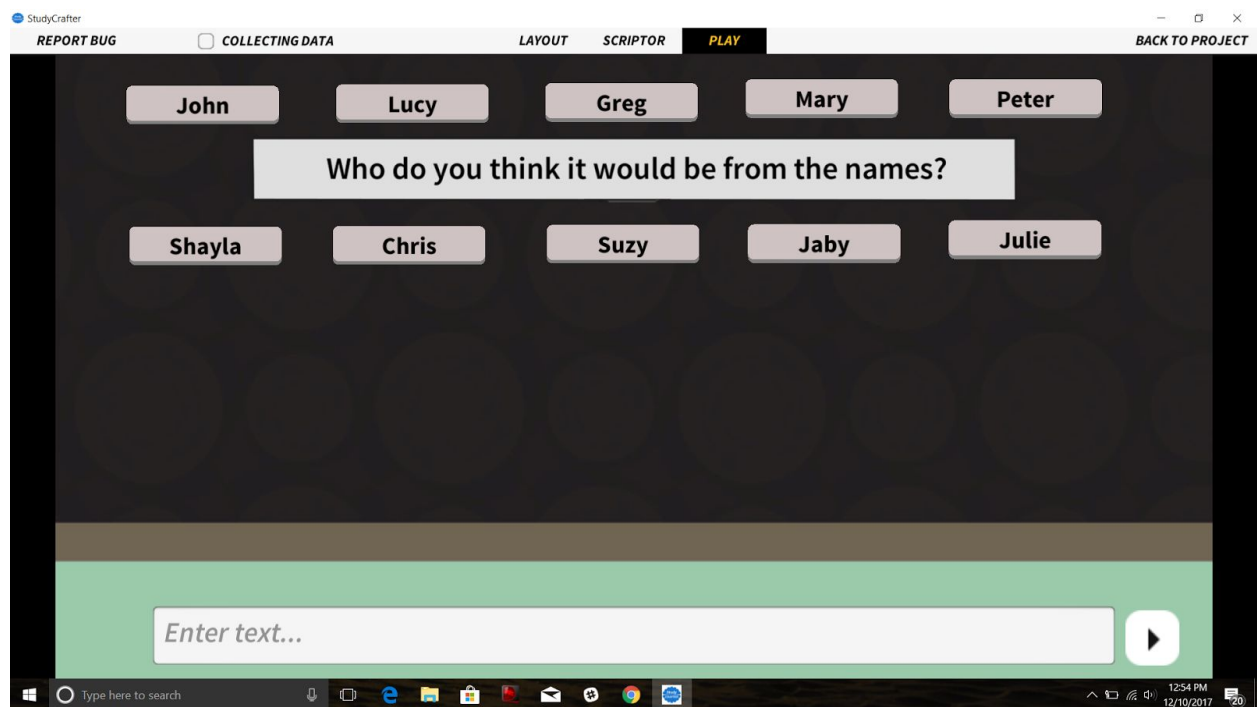 StudyCrafter
REPORT BUG COLLECTING DATA LAYOUT SCRIPTOR PLAY BACK TO PROJECT
John Lucy Greg Mary Peter
Who do you think it would be from the names?
Shayla Chris Suzy Jaby Julie
Enter text...
Type here to search
12:54 PM
12/10/2017
20